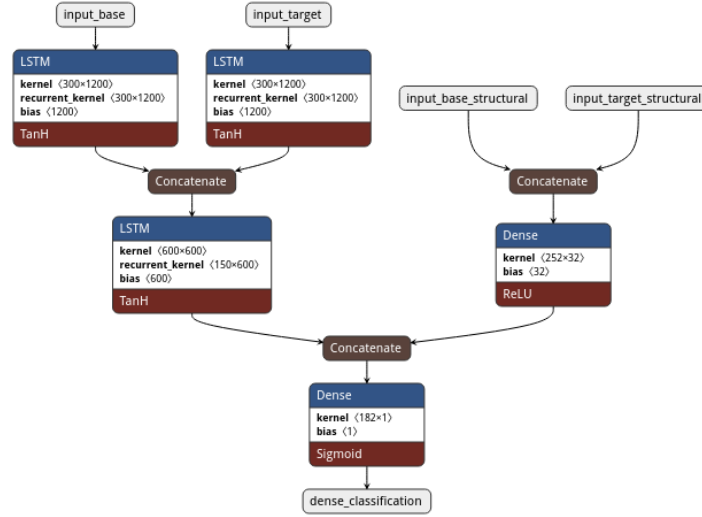 input_base
input_target
LSTM
kernel 〈300×1200〉
recurrent_kernel 〈300×1200〉
bias 〈1200〉
TanH
LSTM
kernel 〈300×1200〉
recurrent_kernel 〈300×1200〉
bias 〈1200〉
TanH
input_base_structural
input_target_structural
Concatenate
Concatenate
LSTM
kernel 〈600×600〉
recurrent_kernel 〈150×600〉
bias 〈600〉
TanH
Dense
kernel 〈252×32〉
bias 〈32〉
ReLU
Concatenate
Dense
kernel 〈182×1〉
bias 〈1〉
Sigmoid
dense_classification